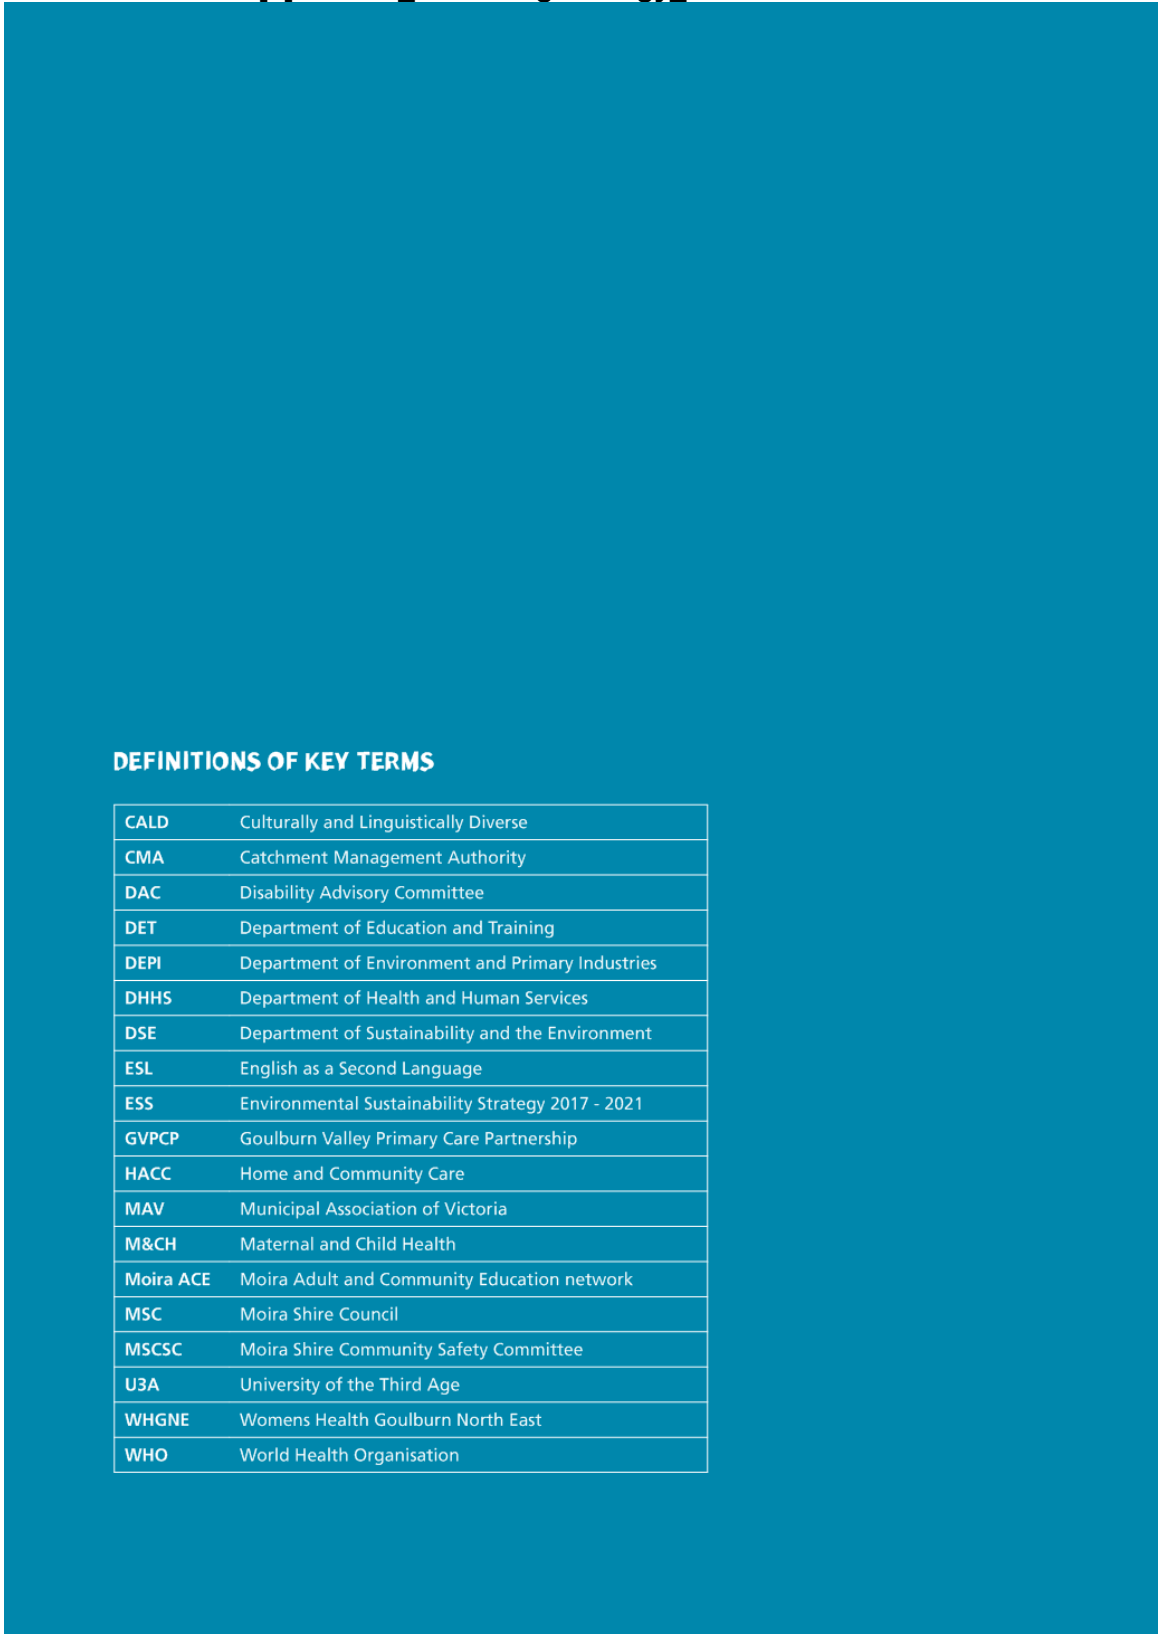 DEFINITIONS OF KEY TERMS
CALD Culturally and Linguistically Diverse
CMA Catchment Management Authority
DAC Disability Advisory Committee
DET Department of Education and Training
DEPI Department of Environment and Primary Industries
DHHS Department of Health and Human Services
DSE Department of Sustainability and the Environment
ESL English as a Second Language
ESS Environmental Sustainability Strategy 2017 - 2021
GVPCP Goulburn Valley Primary Care Partnership
HACC Home and Community Care
MAV Municipal Association of Victoria
M&CH Maternal and Child Health
Moira ACE Moira Adult and Community Education network
MSC Moira Shire Council
MSCSC Moira Shire Community Safety Committee
U3A University of the Third Age
WHGNE Womens Health Goulburn North East
WHO World Health Organisation